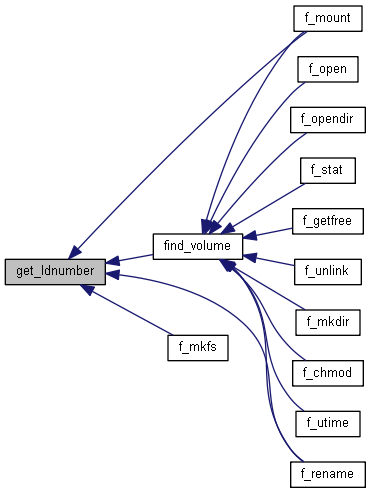 f_mount
f_open
f_opendir
f_stat
f_getfree
find_volume
f_unlink
get_ldnumber
f_mkdir
f_mkfs
f_chmod
f_utime
f_rename